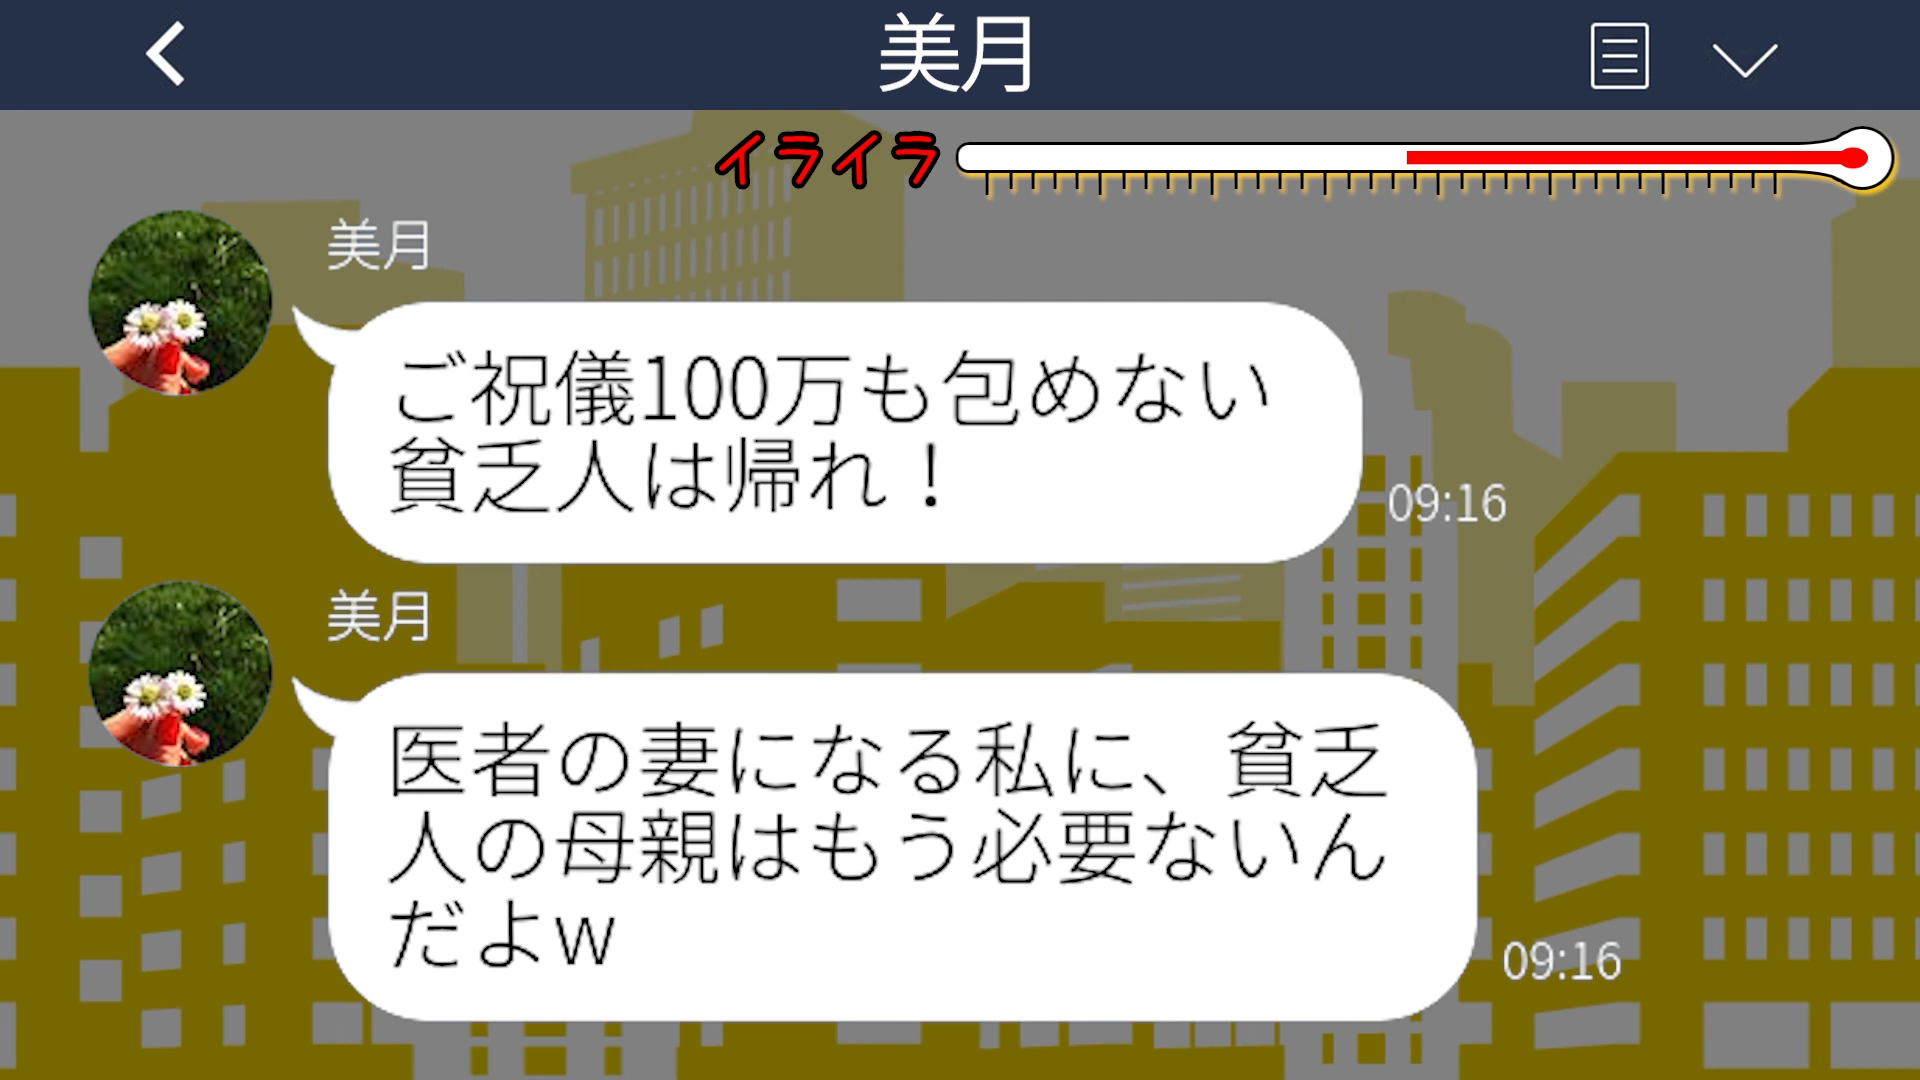 美月
イライラ
美月
ご祝儀100万も包めない
貧乏人は帰れ！
09:16
美月
医者の妻になる私に、貧乏
人の母親はもう必要ないん
だよw
09:16